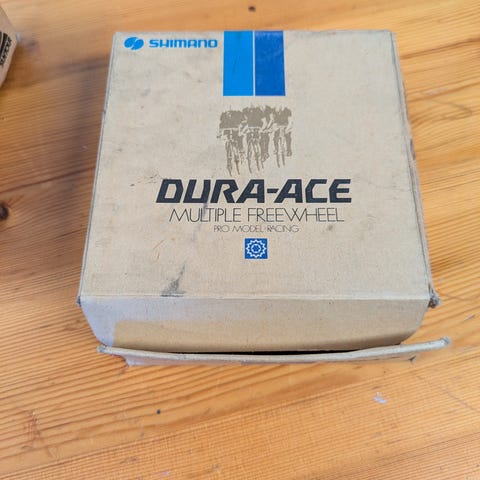 SHIMANO
DURA-ACE
MULTIPLE FREEWHEEL
PRO MODEL·RACING